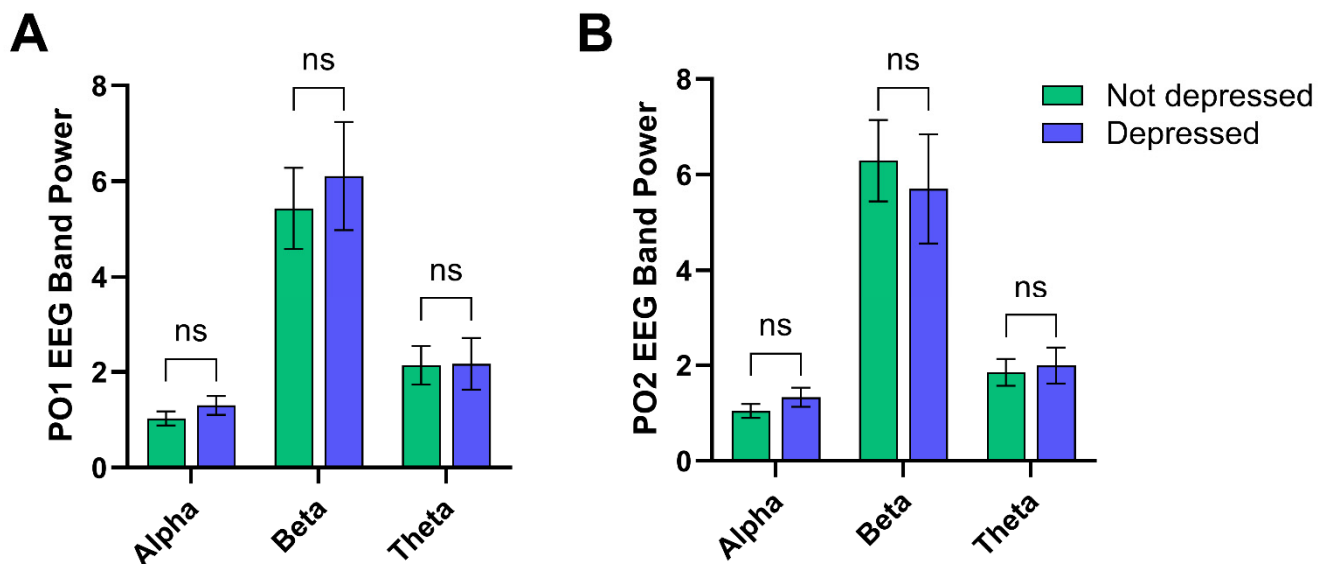 A
PO1 EEG Band Power
8
6
4
2
0
ns
ns
ns
Alpha
Beta
Theta
B
PO2 EEG Band Power
8
6
4
2
0
ns
ns
ns
Alpha
Beta
Theta
Not depressed
Depressed